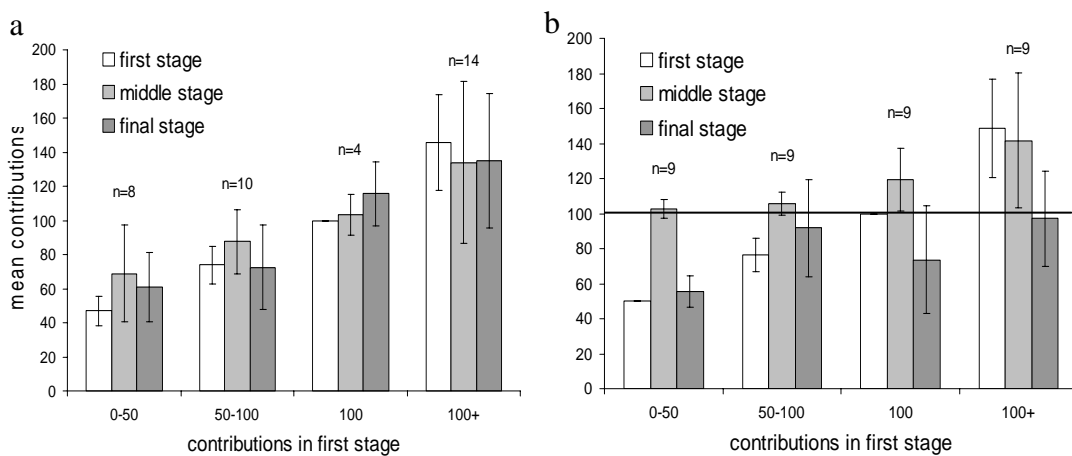 a
mean contributions
200
180
160
140
120
100
80
60
40
20
0
first stage
middle stage
final stage
n=8
n=10
n=4
n=14
0-50
50-100
100
100+
contributions in first stage
b
200
180
160
140
120
100
80
60
40
20
0
first stage
middle stage
final stage
n=9
n=9
n=9
n=9
0-50
50-100
100
100+
contributions in first stage